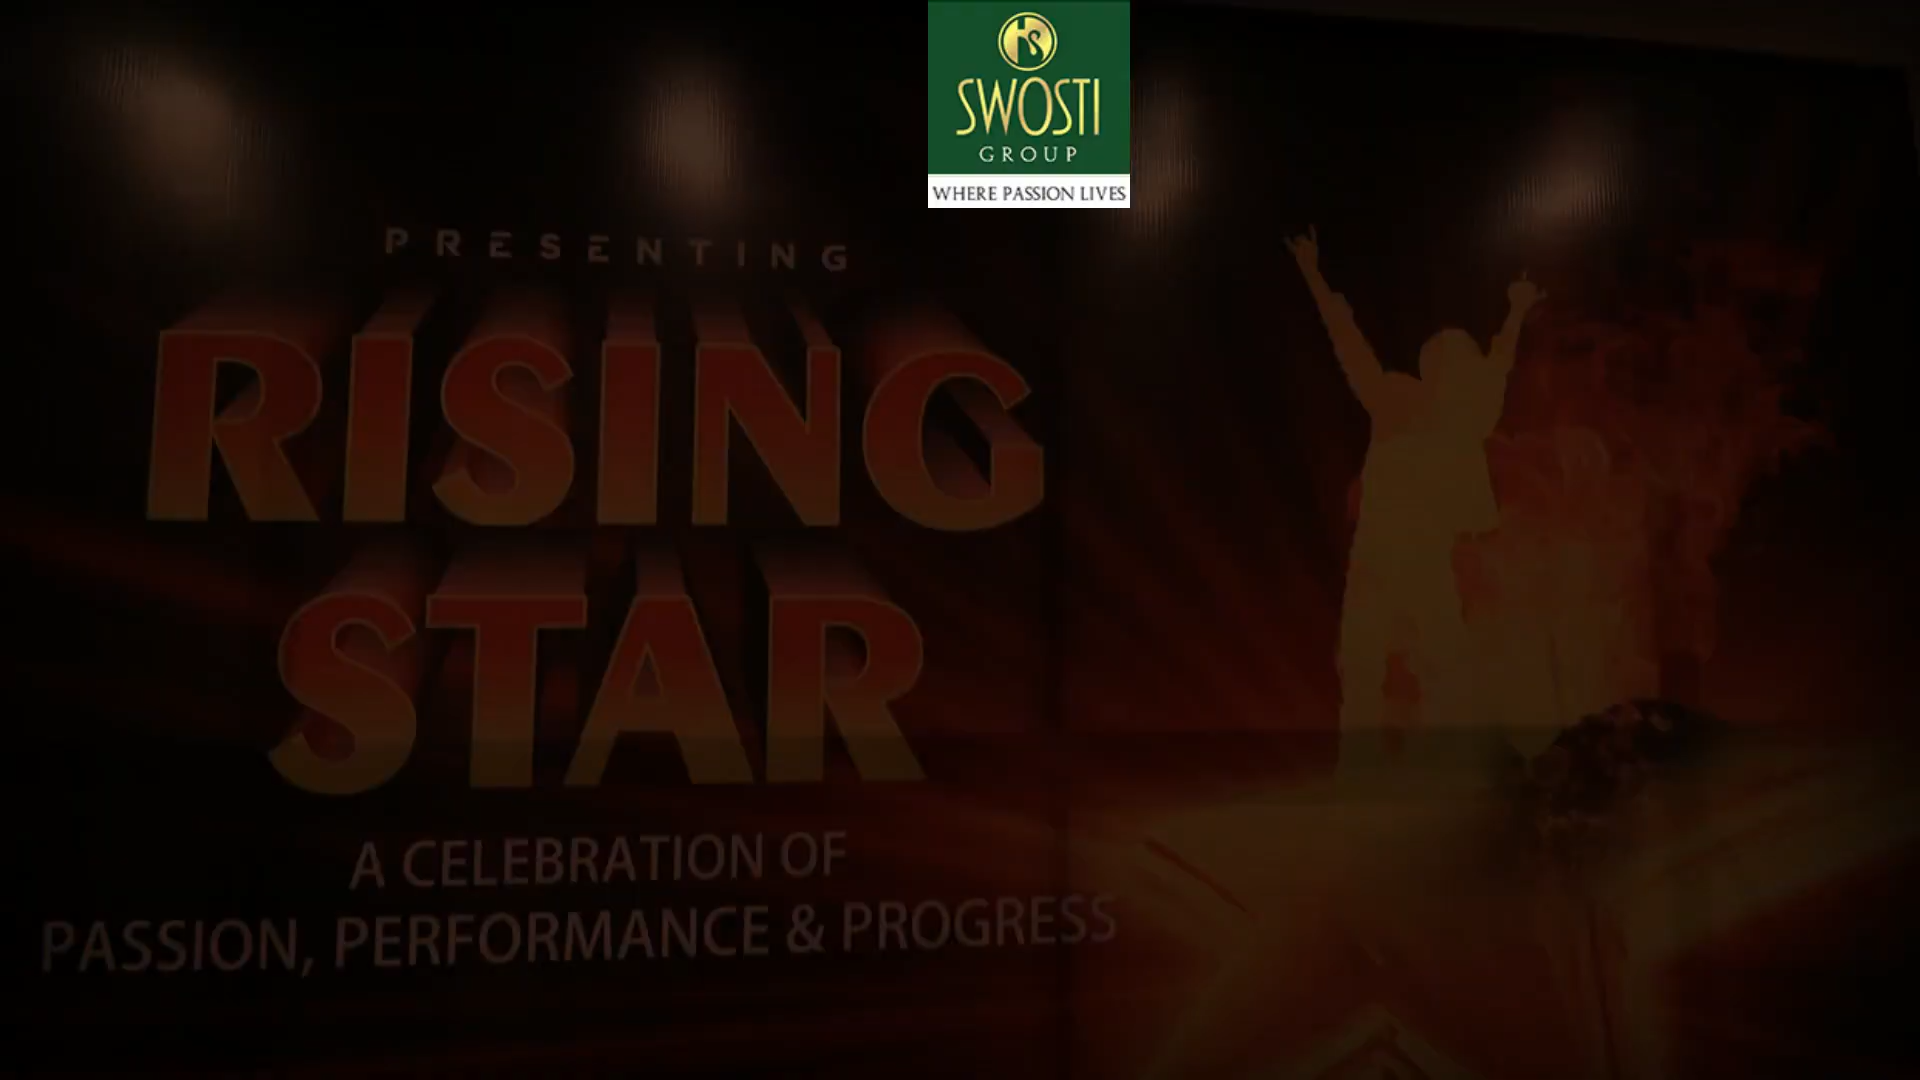 SWOSTI
GROUP
WHERE PASSION LIVES
PRESENTING
RISING
STAR
A CELEBRATION OF
PASSION, PERFORMANCE & PROGRESS